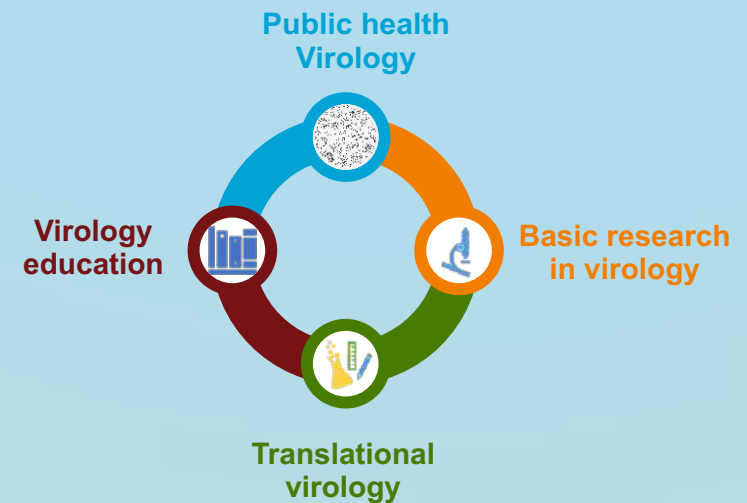 Public health
Virology
Virology
education
Basic research
in virology
Translational
virology